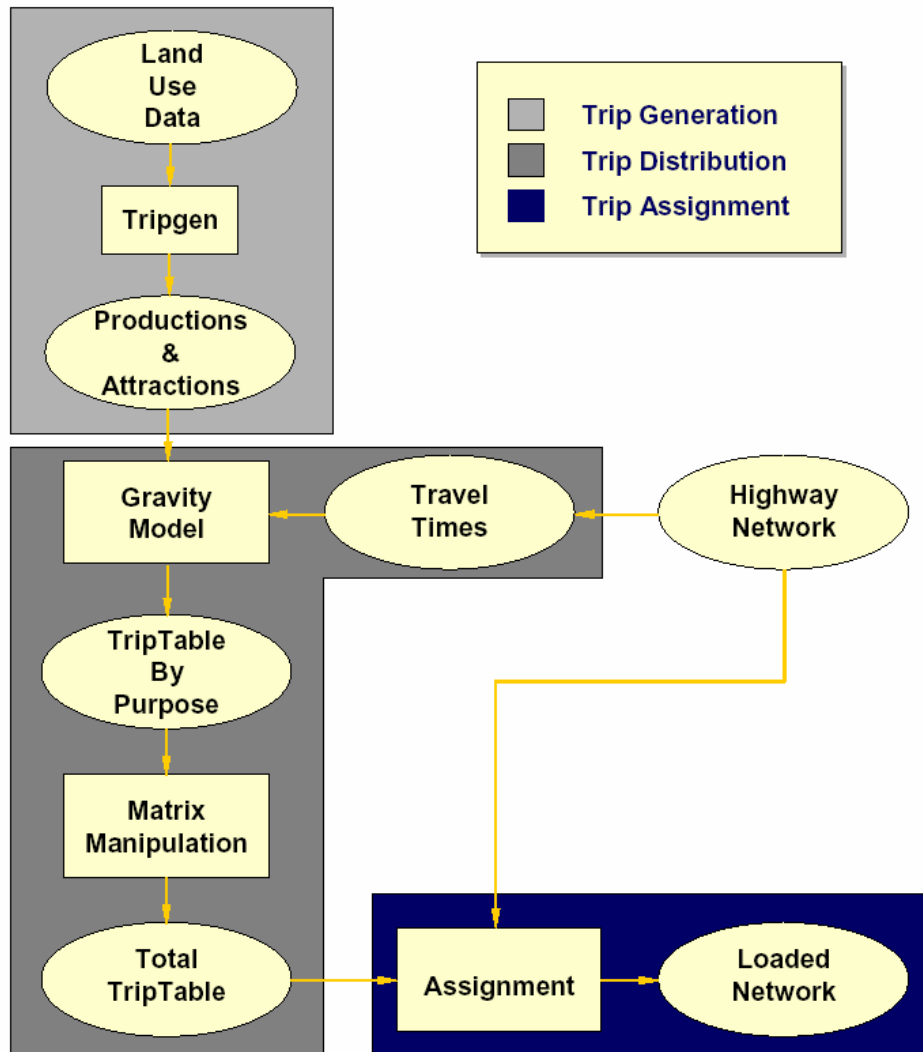 Land
Use
Data
Trip Generation
Trip Distribution
Trip Assignment
Tripgen
Productions
&
Attractions
Gravity
Model
Travel
Times
Highway
Network
TripTable
By
Purpose
Matrix
Manipulation
Total
TripTable
Assignment
Loaded
Network